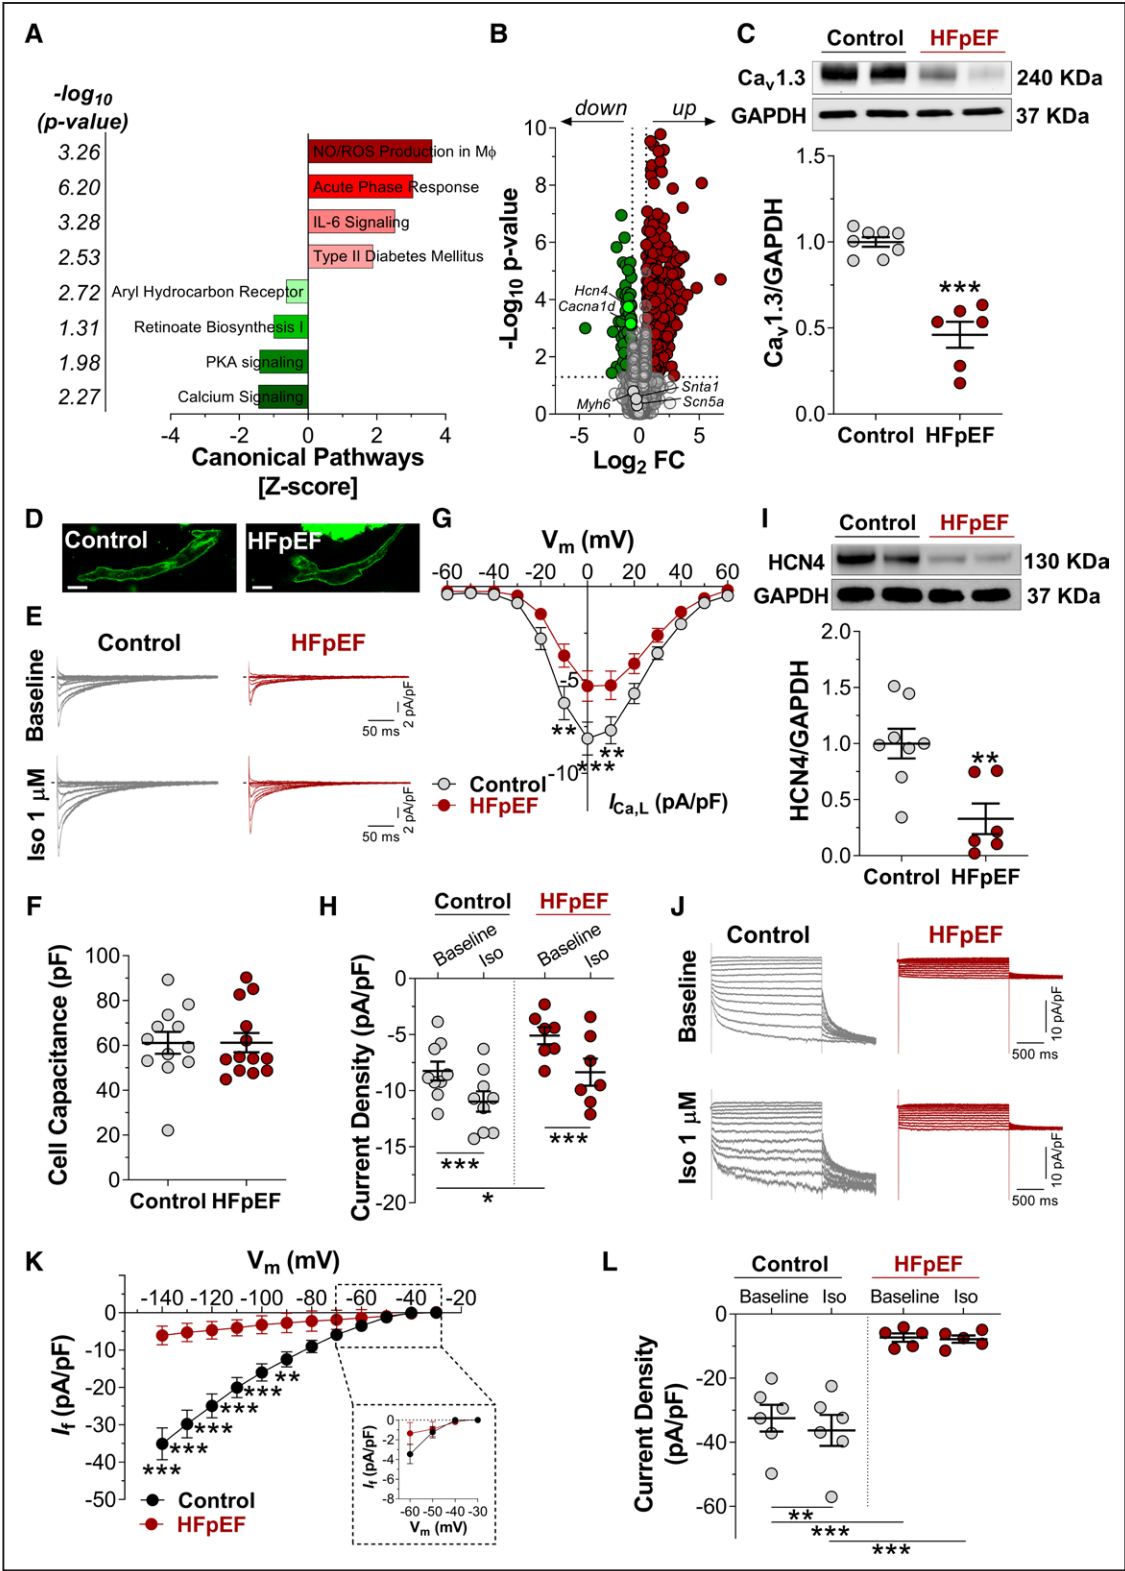 A
-log10
(p-value)
3.26
6.20
3.28
2.53
2.72
1.31
1.98
2.27
NO/ROS Production in Mϕ
Acute Phase Response
IL-6 Signaling
Type II Diabetes Mellitus
Aryl Hydrocarbon Receptor
Retinoate Biosynthesis I
PKA signaling
Calcium Signaling
-4 -2 0 2 4
Canonical Pathways
[Z-score]
B
down up
-Log10 p-value
10
8
6
4
2
0
Hcn4
Cacna1d
Snta1
Myh6
Scn5a
-5 0 5
Log2 FC
C
Control HFpEF
Cav1.3 240 KDa
GAPDH 37 KDa
Cav1.3/GAPDH
1.5
1.0
0.5
0.0
***
Control HFpEF
D
Control HFpEF
E
Control HFpEF
Baseline
50 ms
2 pA/pF
50 ms
2 pA/pF
Iso 1 µM
G
Vm (mV)
-60 -40 -20 0 20 40 60
-5
-10
**
**
***
Control
HFpEF
ICa,L (pA/pF)
I
Control HFpEF
HCN4 130 KDa
GAPDH 37 KDa
HCN4/GAPDH
2.0
1.5
1.0
0.5
0.0
**
Control HFpEF
F
Cell Capacitance (pF)
100
80
60
40
20
0
Control HFpEF
H
Control HFpEF
Baseline Iso Baseline Iso
Current Density (pA/pF)
0
-5
-10
-15
-20
***
***
*
J
Control HFpEF
Baseline
10 pA/pF
500 ms
Iso 1 µM
10 pA/pF
500 ms
K
Vm (mV)
-140 -120 -100 -80 -60 -40 -20
If (pA/pF)
0
-10
-20
-30
-40
-50
**
***
***
***
***
***
Control
HFpEF
If (pA/pF)
0
-2
-4
-6
-8
-60 -50 -40 -30
Vm (mV)
L
Control HFpEF
Baseline Iso Baseline Iso
Current Density
(pA/pF)
0
-20
-40
-60
**
***
***